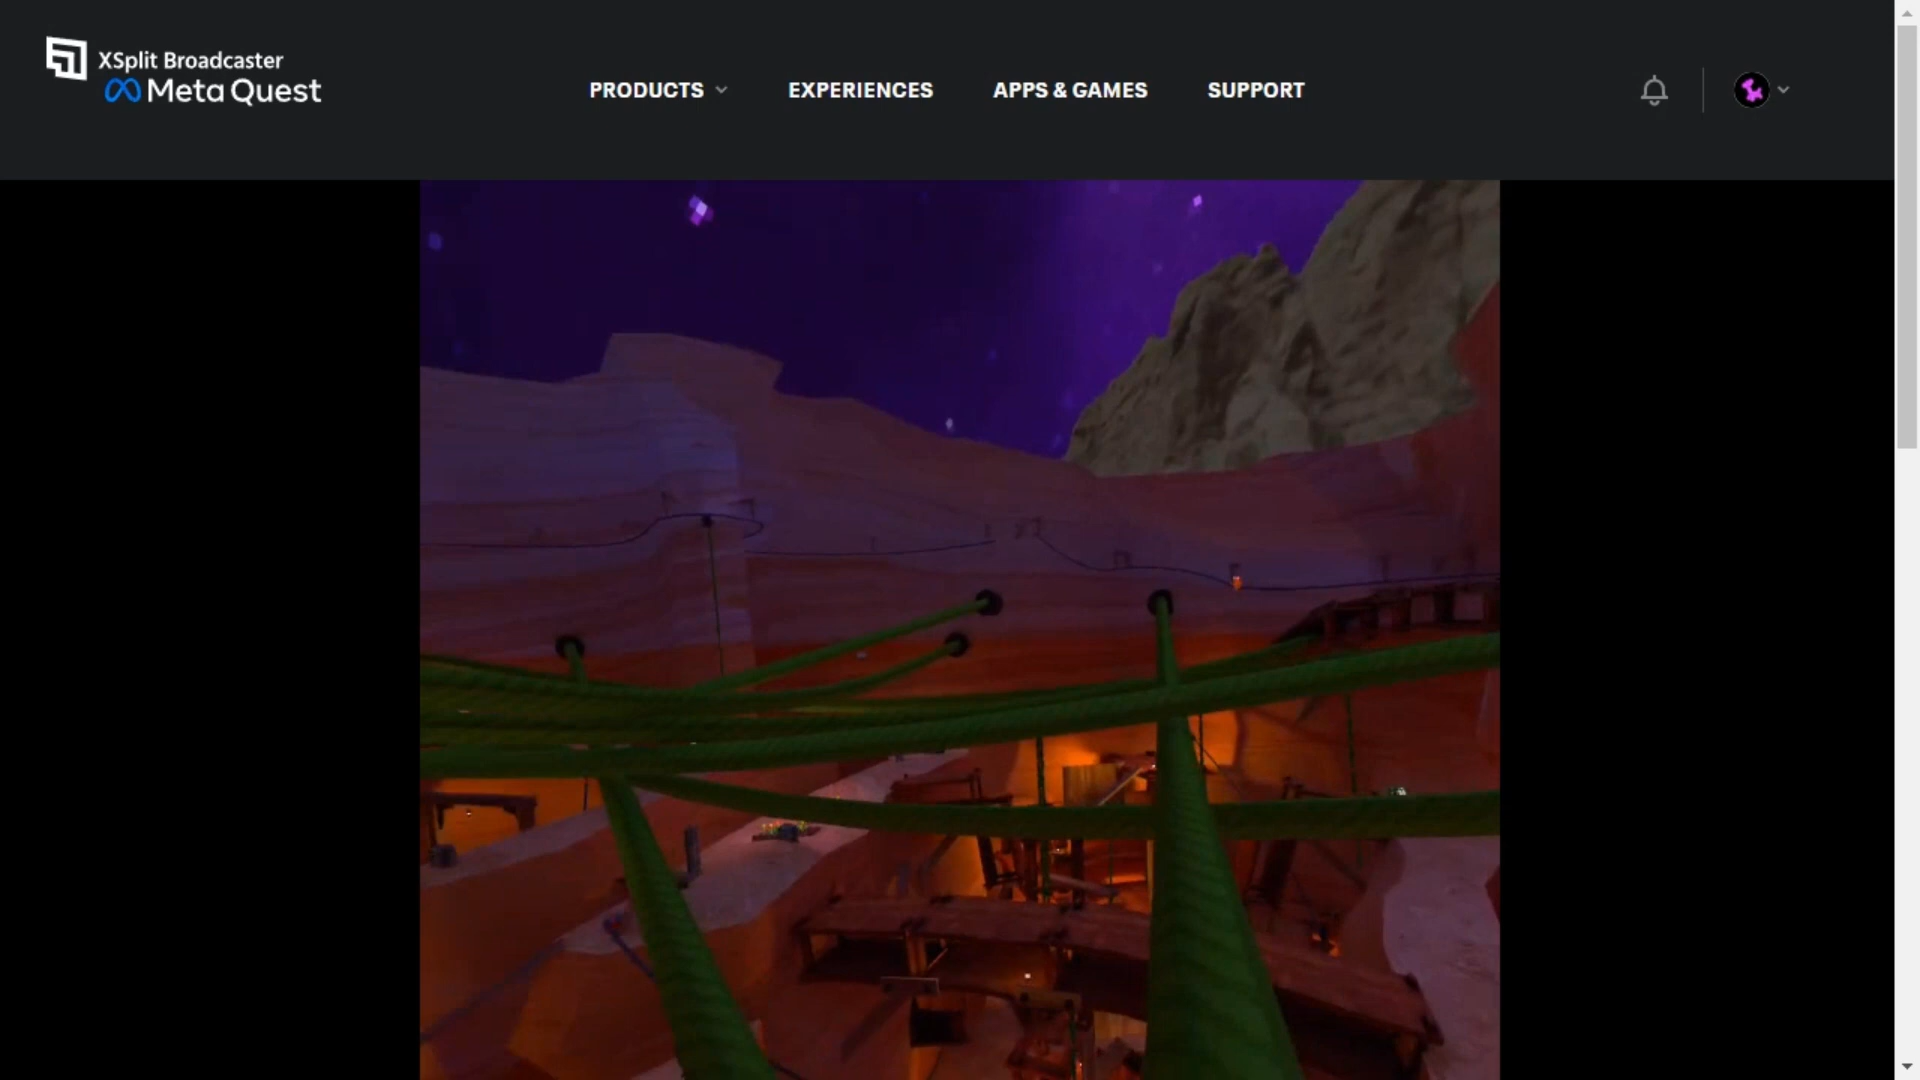 XSplit Broadcaster
Meta Quest
PRODUCTS
EXPERIENCES
APPS & GAMES
SUPPORT